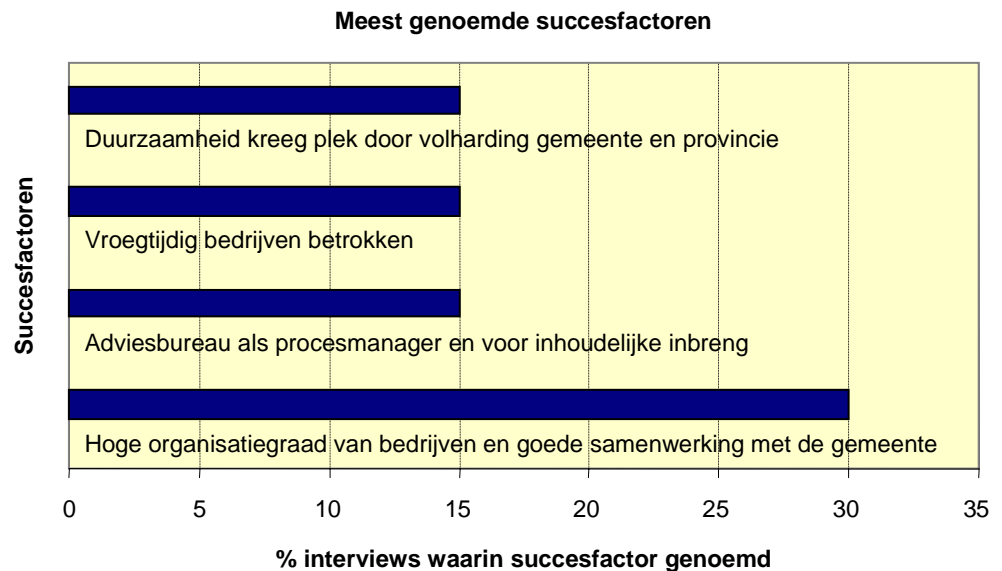 Meest genoemde succesfactoren
Succesfactoren
Duurzaamheid kreeg plek door volharding gemeente en provincie
Vroegtijdig bedrijven betrokken
Adviesbureau als procesmanager en voor inhoudelijke inbreng
Hoge organisatiegraad van bedrijven en goede samenwerking met de gemeente
0 5 10 15 20 25 30 35
% interviews waarin succesfactor genoemd